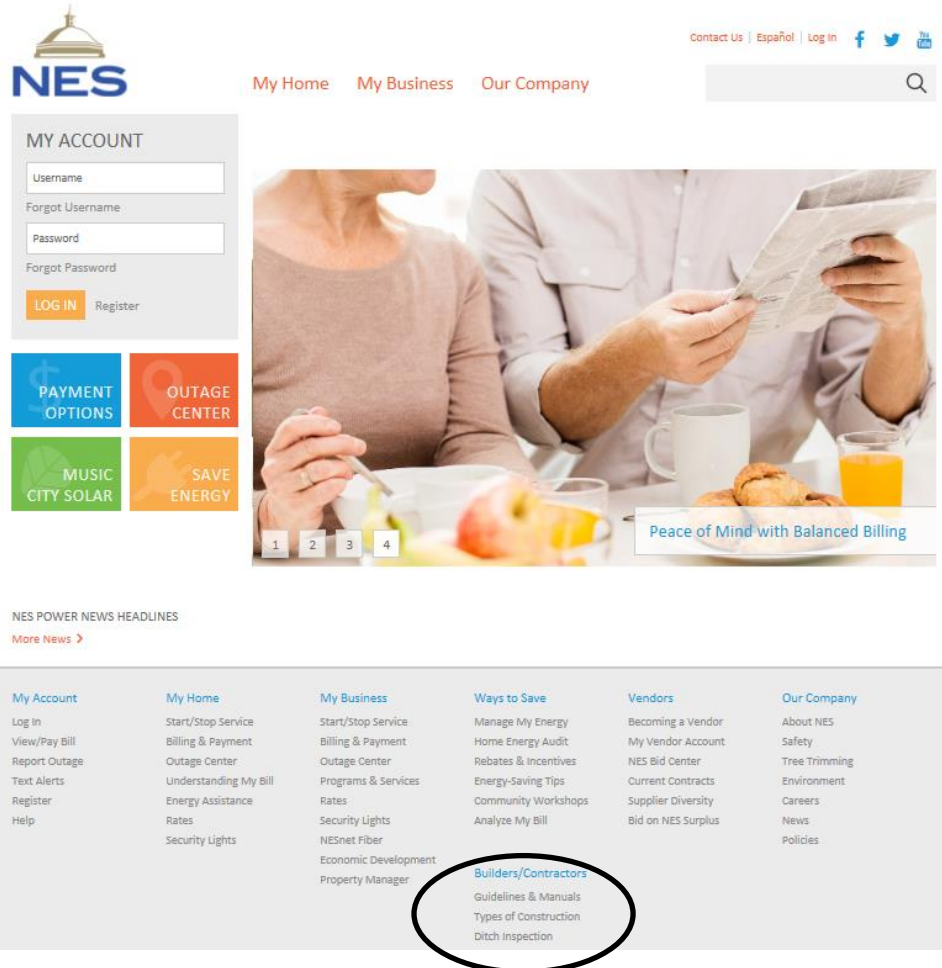 NES
Contact Us | Español | Log In
You
Tube
My Home My Business Our Company
MY ACCOUNT
Username
Forgot Username
Password
Forgot Password
LOG IN Register
PAYMENT
OPTIONS
OUTAGE
CENTER
MUSIC
CITY SOLAR
SAVE
ENERGY
1 2 3 4
Peace of Mind with Balanced Billing
NES POWER NEWS HEADLINES
More News >
My Account
Log In
View/Pay Bill
Report Outage
Text Alerts
Register
Help
My Home
Start/Stop Service
Billing & Payment
Outage Center
Understanding My Bill
Energy Assistance
Rates
Security Lights
My Business
Start/Stop Service
Billing & Payment
Outage Center
Programs & Services
Rates
Security Lights
NESnet Fiber
Economic Development
Property Manager
Ways to Save
Manage My Energy
Home Energy Audit
Rebates & Incentives
Energy-Saving Tips
Community Workshops
Analyze My Bill
Builders/Contractors
Guidelines & Manuals
Types of Construction
Ditch Inspection
Vendors
Becoming a Vendor
My Vendor Account
NES Bid Center
Current Contracts
Supplier Diversity
Bid on NES Surplus
Our Company
About NES
Safety
Tree Trimming
Environment
Careers
News
Policies